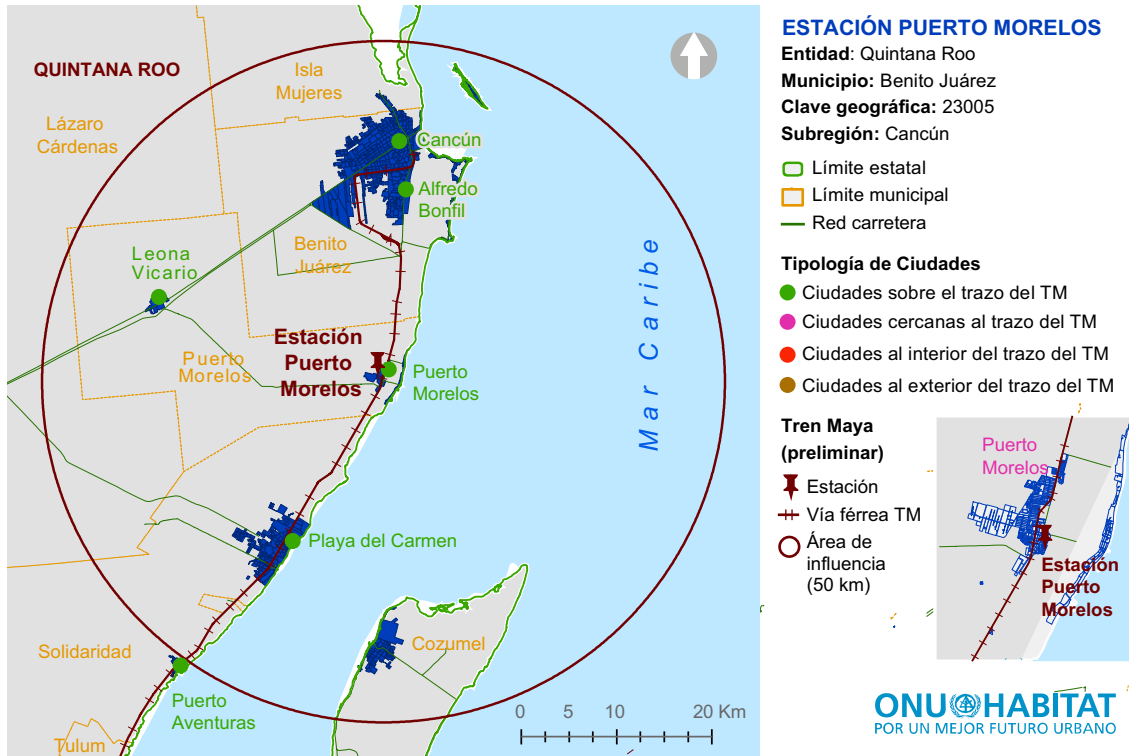 QUINTANA ROO
Isla
Mujeres
Lázaro
Cárdenas
Cancún
Alfredo
Bonfil
Benito
Juárez
Leona
Vicario
Estación
Puerto
Morelos
Puerto
Morelos
Puerto
Morelos
Mar Caribe
Playa del Carmen
Cozumel
Solidaridad
Puerto
Aventuras
Tulum
0 5 10 20 Km
ESTACIÓN PUERTO MORELOS
Entidad: Quintana Roo
Municipio: Benito Juárez
Clave geográfica: 23005
Subregión: Cancún
Límite estatal
Límite municipal
Red carretera
Tipología de Ciudades
Ciudades sobre el trazo del TM
Ciudades cercanas al trazo del TM
Ciudades al interior del trazo del TM
Ciudades al exterior del trazo del TM
Tren Maya
(preliminar)
Estación
Vía férrea TM
Área de
influencia
(50 km)
Puerto
Morelos
Estación
Puerto
Morelos
ONU HABITAT
POR UN MEJOR FUTURO URBANO